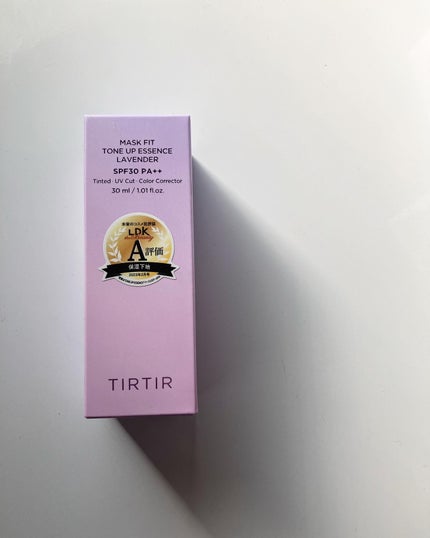 MASK FIT
TONE UP ESSENCE
LAVENDER
SPF30 PA++
Tinted · UV Cut · Color Corrector
30 ml / 1.01 fl.oz.
LDK
A評価
保湿下地
TIRTIR